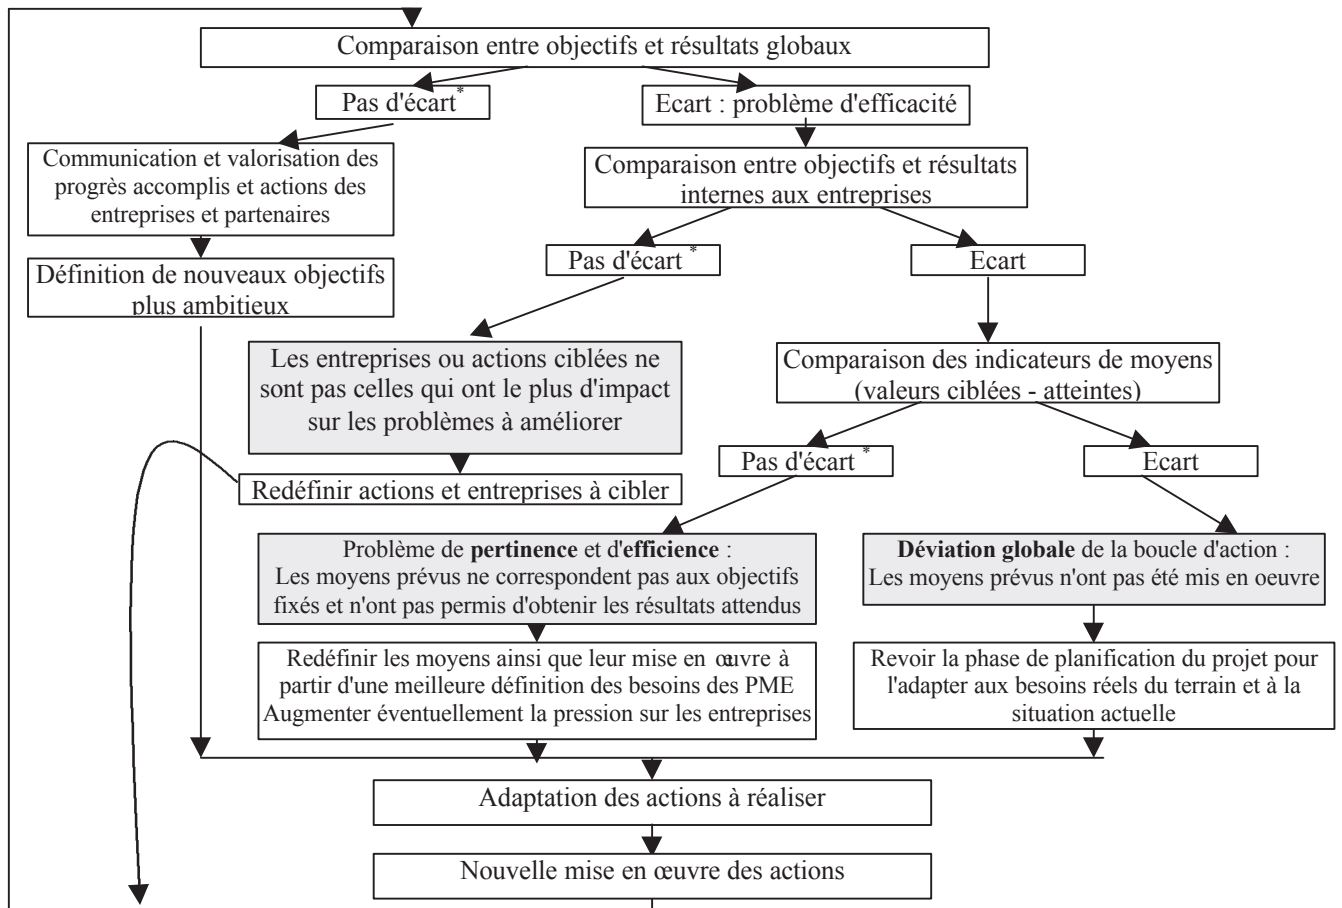 Comparaison entre objectifs et résultats globaux
Pas d'écart*
Ecart : problème d'efficacité
Communication et valorisation des
progrès accomplis et actions des
entreprises et partenaires
Comparaison entre objectifs et résultats
internes aux entreprises
Définition de nouveaux objectifs
plus ambitieux
Pas d'écart *
Ecart
Les entreprises ou actions ciblées ne
sont pas celles qui ont le plus d'impact
sur les problèmes à améliorer
Comparaison des indicateurs de moyens
(valeurs ciblées - atteintes)
Redéfinir actions et entreprises à cibler
Pas d'écart *
Ecart
Problème de pertinence et d'efficience :
Les moyens prévus ne correspondent pas aux objectifs
fixés et n'ont pas permis d'obtenir les résultats attendus
Déviation globale de la boucle d'action :
Les moyens prévus n'ont pas été mis en oeuvre
Redéfinir les moyens ainsi que leur mise en œuvre à
partir d'une meilleure définition des besoins des PME
Augmenter éventuellement la pression sur les entreprises
Revoir la phase de planification du projet pour
l'adapter aux besoins réels du terrain et à la
situation actuelle
Adaptation des actions à réaliser
Nouvelle mise en œuvre des actions